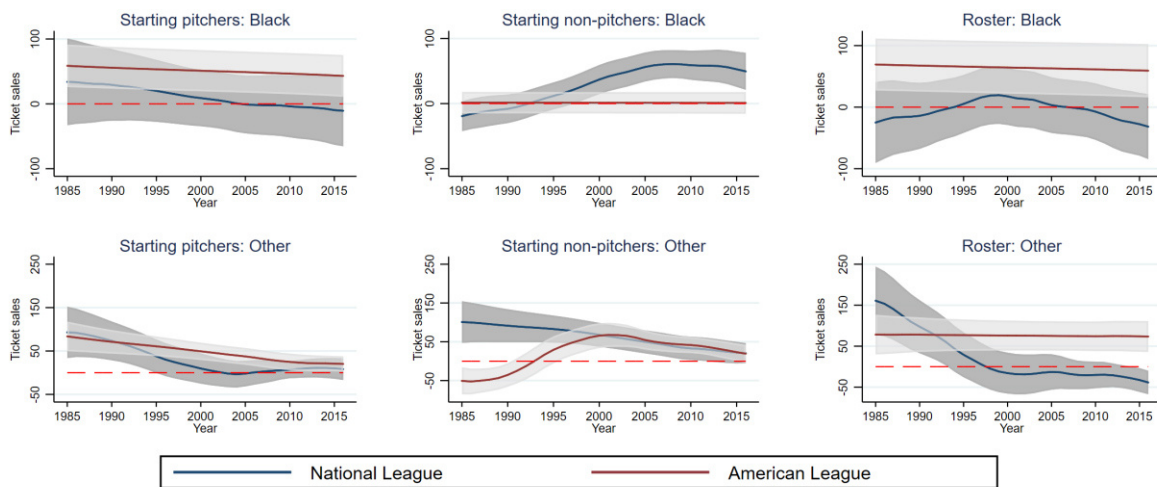 Starting pitchers: Black
Ticket sales
100
0
-100
1985 1990 1995 2000 2005 2010 2015
Year
Starting non-pitchers: Black
Ticket sales
100
0
-100
1985 1990 1995 2000 2005 2010 2015
Year
Roster: Black
Ticket sales
100
0
-100
1985 1990 1995 2000 2005 2010 2015
Year
Starting pitchers: Other
Ticket sales
250
150
50
-50
1985 1990 1995 2000 2005 2010 2015
Year
Starting non-pitchers: Other
Ticket sales
250
150
50
-50
1985 1990 1995 2000 2005 2010 2015
Year
Roster: Other
Ticket sales
250
150
50
-50
1985 1990 1995 2000 2005 2010 2015
Year
National League American League